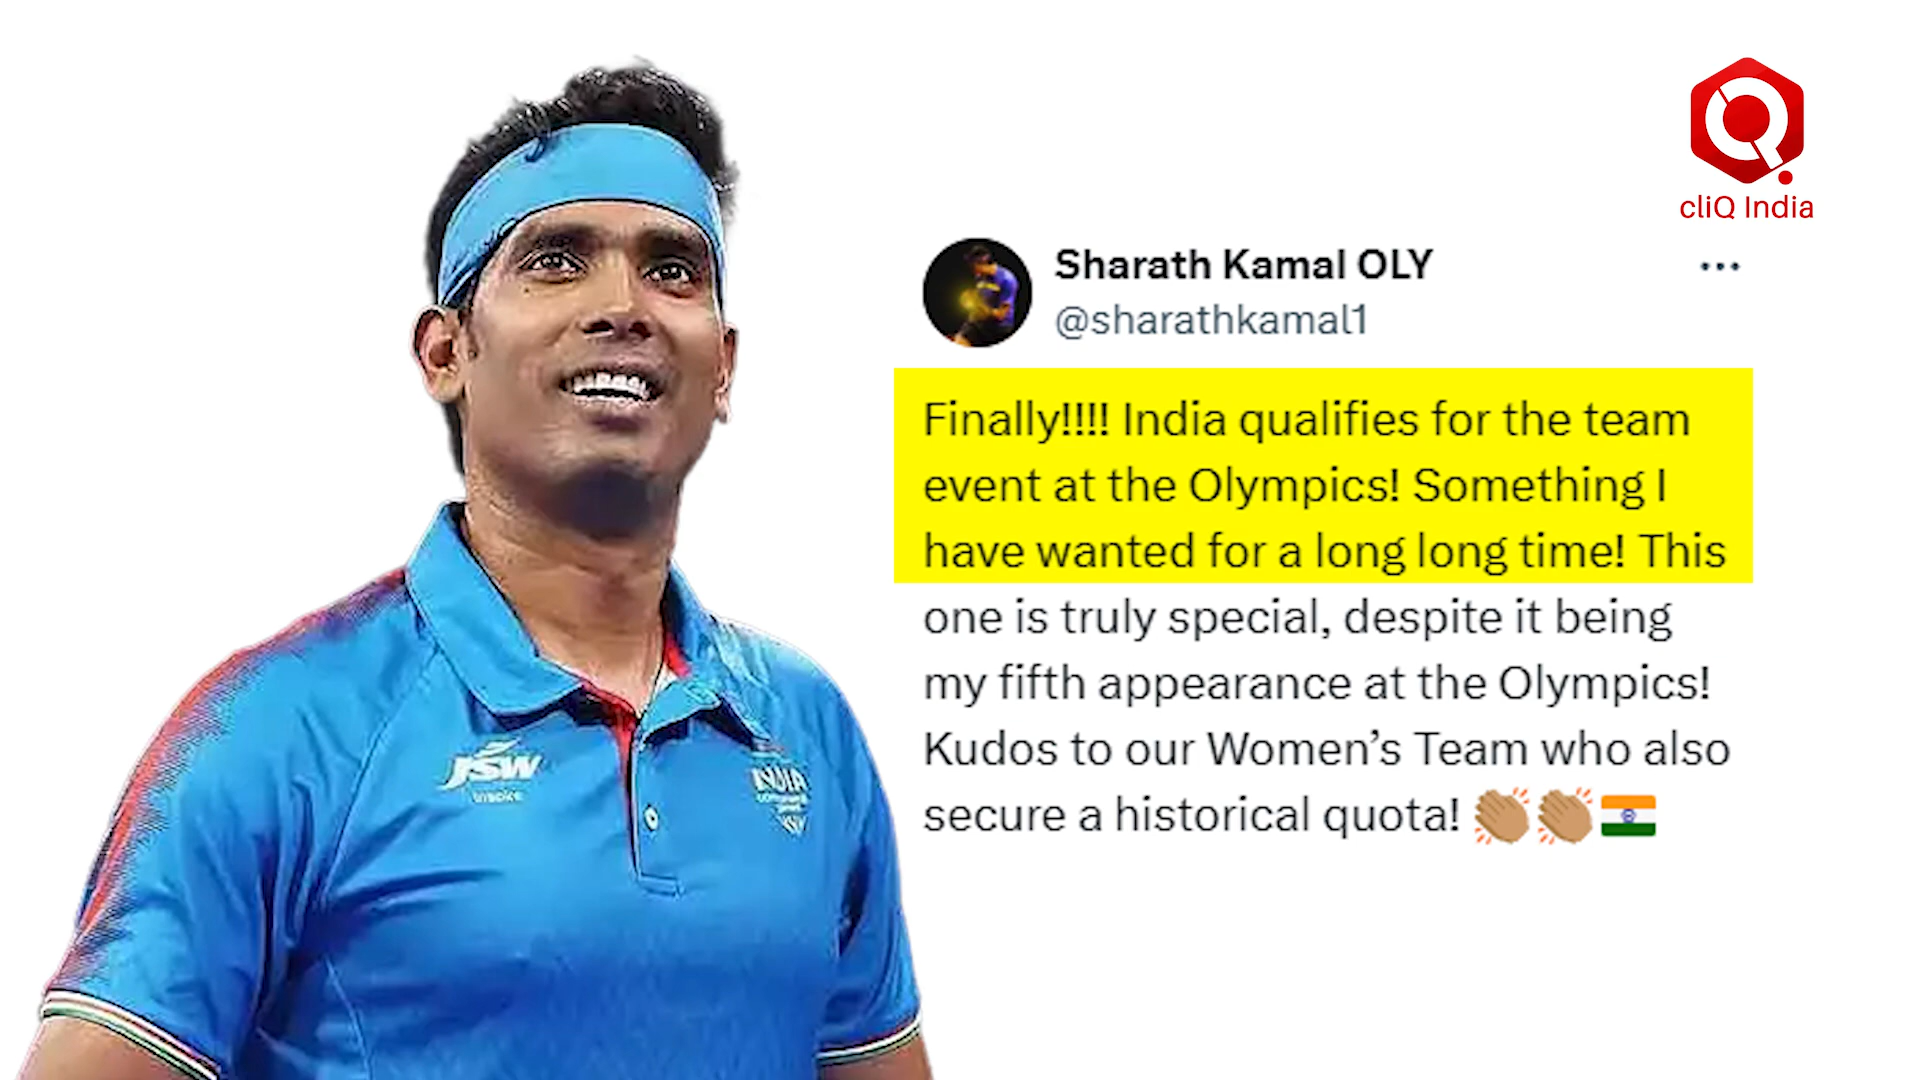 cliQ India
Sharath Kamal OLY
@sharathkamal1
Finally!!!! India qualifies for the team
event at the Olympics! Something I
have wanted for a long long time! This
one is truly special, despite it being
my fifth appearance at the Olympics!
Kudos to our Women’s Team who also
secure a historical quota! 👏🏽👏🏽🇮🇳
JSW
Inspire
INDIA